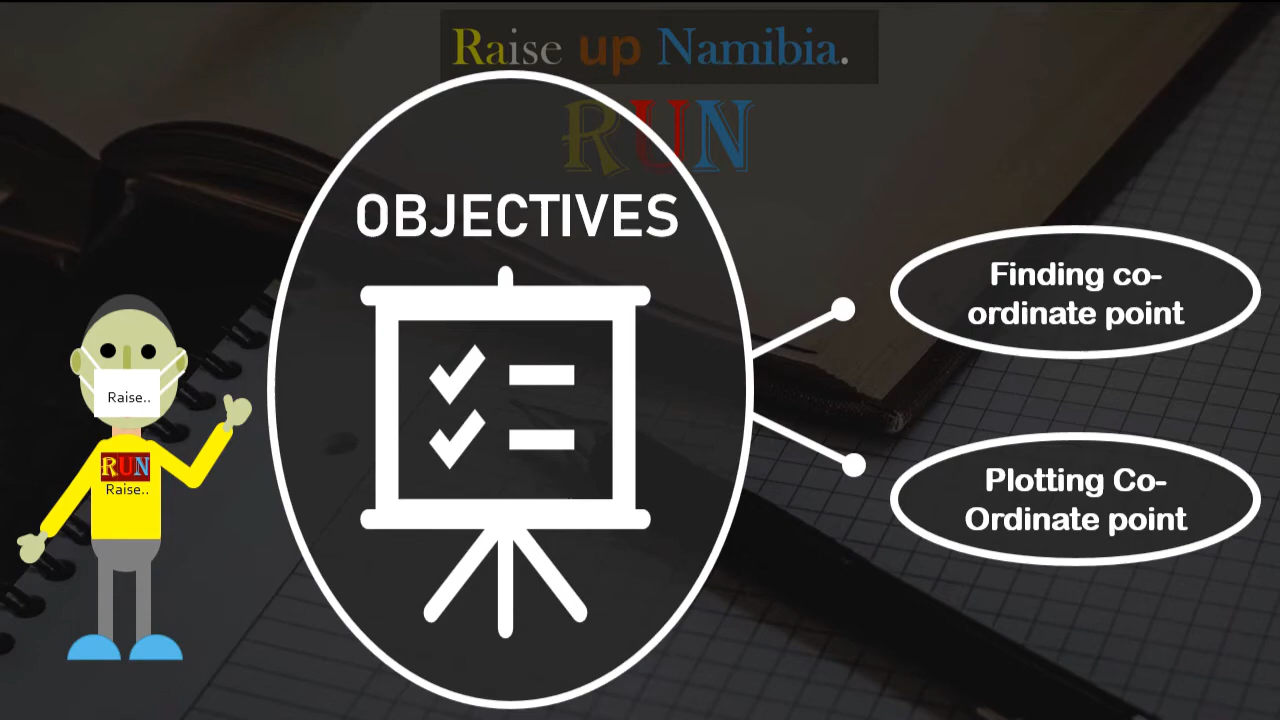 Raise up Namibia.
RUN
OBJECTIVES
Finding co-
ordinate point
Plotting Co-
Ordinate point
Raise..
RUN
Raise..